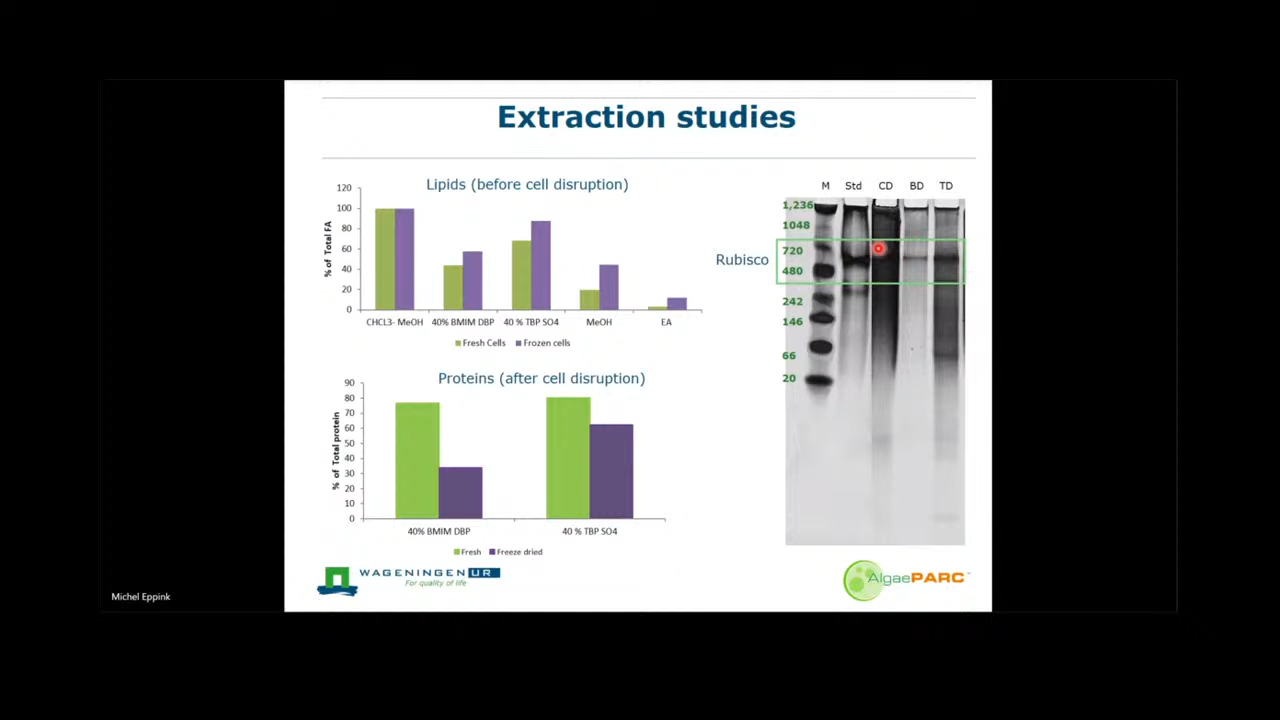 Extraction studies
Lipids (before cell disruption)
% of Total FA
120
100
80
60
40
20
0
CHCL3- MeOH 40% BMIM DBP 40 % TBP SO4 MeOH EA
Fresh Cells Frozen cells
Proteins (after cell disruption)
% of Total protein
90
80
70
60
50
40
30
20
10
0
40% BMIM DBP 40 % TBP SO4
Fresh Freeze dried
M Std CD BD TD
1,236
1048
720
480
242
146
66
20
Rubisco
WAGENINGEN UR
For quality of life
AlgaePARC™
Michel Eppink